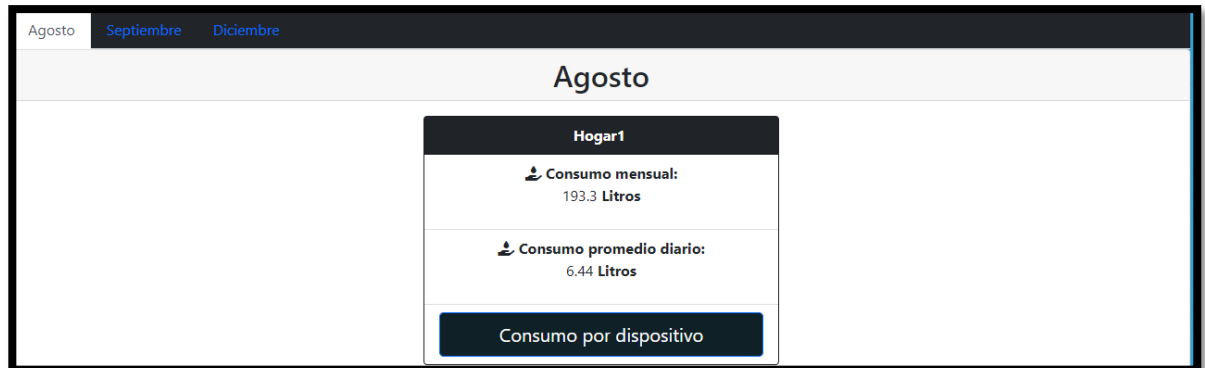 Agosto Septiembre Diciembre
Agosto
Hogar1
Consumo mensual:
193.3 Litros
Consumo promedio diario:
6.44 Litros
Consumo por dispositivo